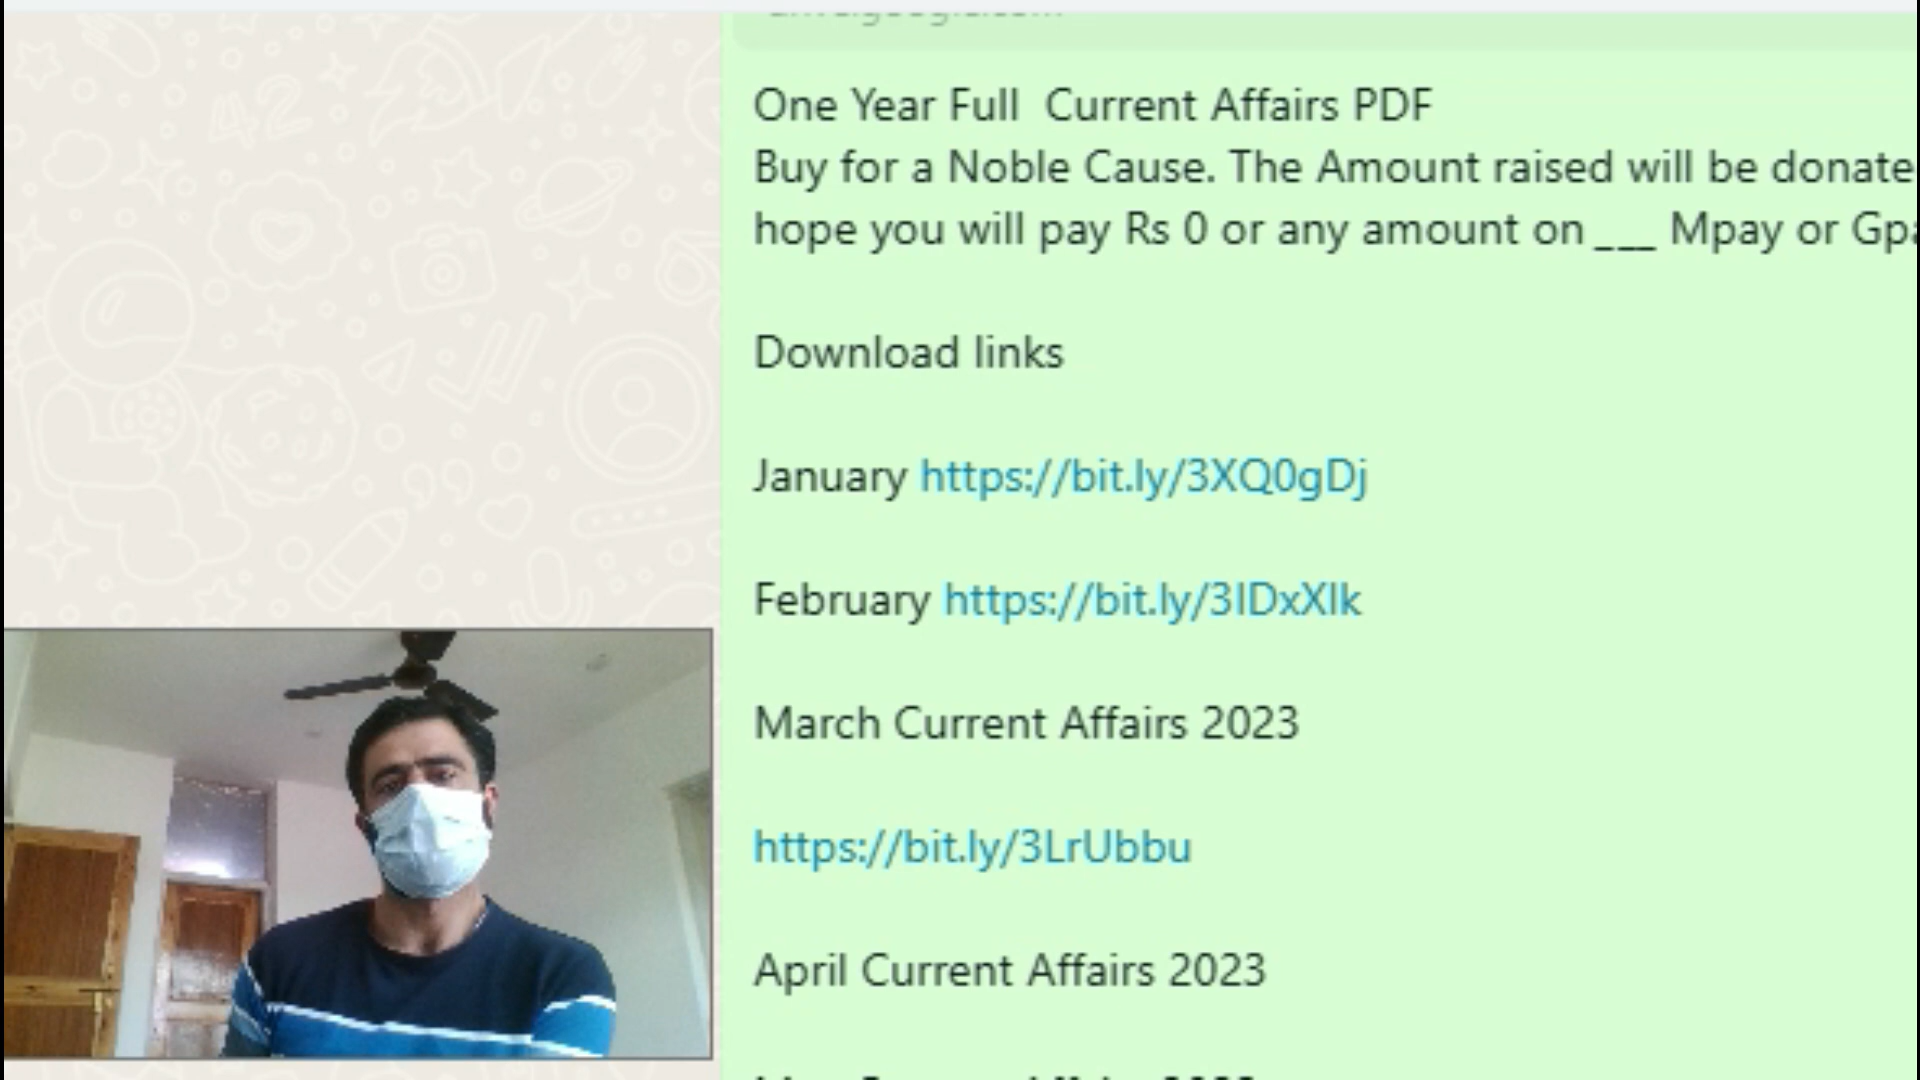 One Year Full  Current Affairs PDF
Buy for a Noble Cause. The Amount raised will be donate
hope you will pay Rs 0 or any amount on ___ Mpay or Gpa
Download links
January https://bit.ly/3XQ0gDj
February https://bit.ly/3IDxXIk
March Current Affairs 2023
https://bit.ly/3LrUbbu
April Current Affairs 2023